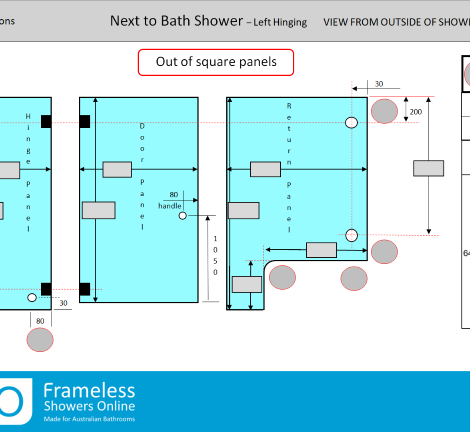 ons
Next to Bath Shower – Left Hinging
VIEW FROM OUTSIDE OF SHOWE
Out of square panels
Hinge Panel
Door Panel
Return Panel
30
200
80
handle
1050
30
80
64
Frameless
Showers Online
Made for Australian Bathrooms